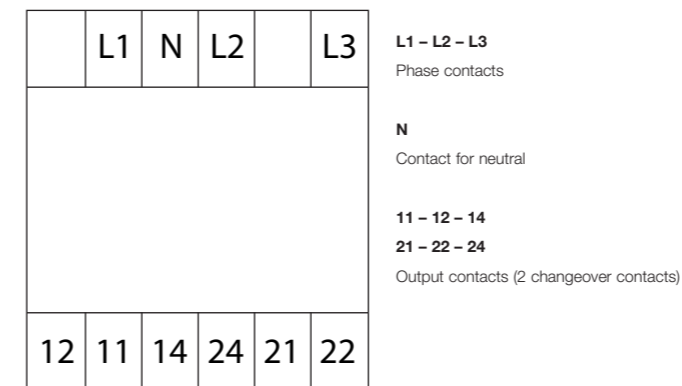 L1 N L2 L3
L1 – L2 – L3
Phase contacts
N
Contact for neutral
11 – 12 – 14
21 – 22 – 24
Output contacts (2 changeover contacts)
12 11 14 24 21 22